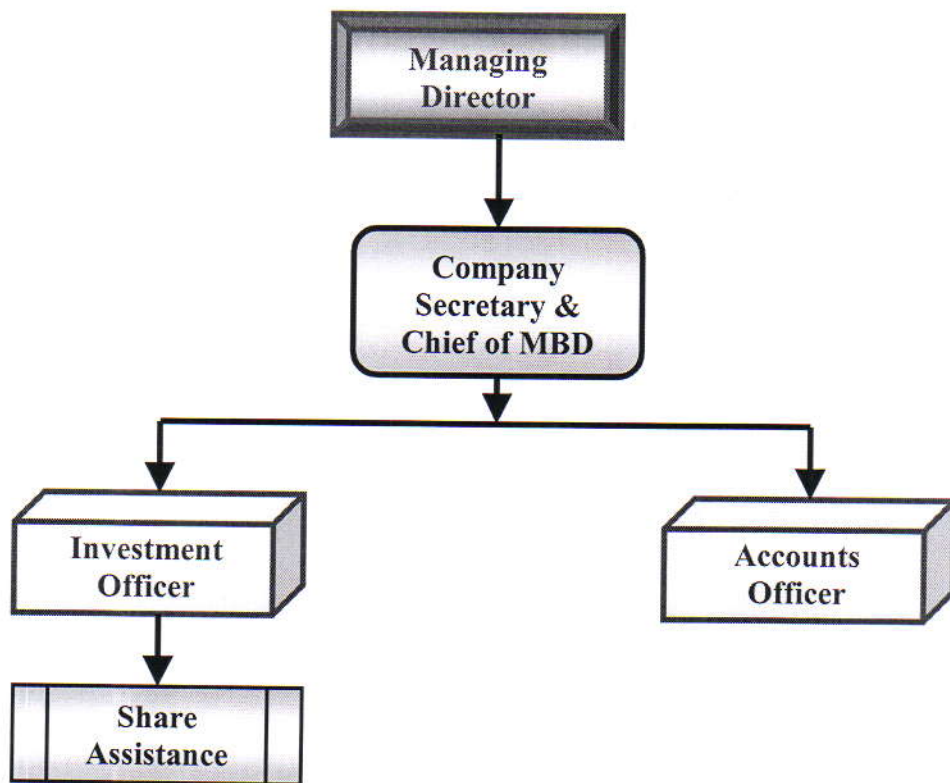 Managing
Director
Company
Secretary &
Chief of MBD
Investment
Officer
Accounts
Officer
Share
Assistance